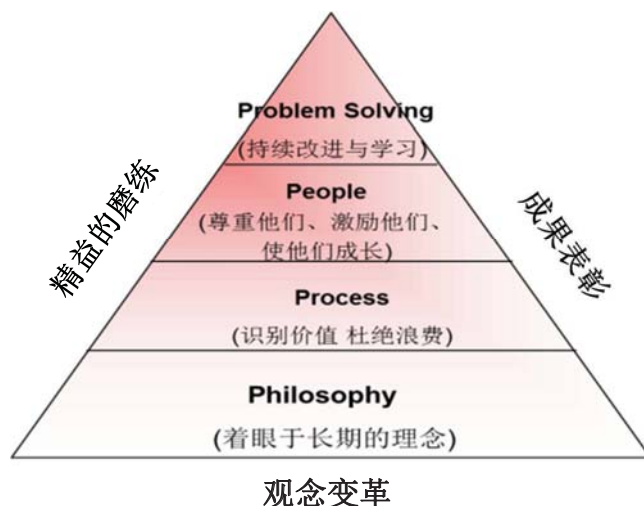 Problem Solving
(持续改进与学习)
People
(尊重他们、激励他们、
使他们成长)
Process
(识别价值 杜绝浪费)
Philosophy
(着眼于长期的理念)
精益的磨练
成果表彰
观念变革